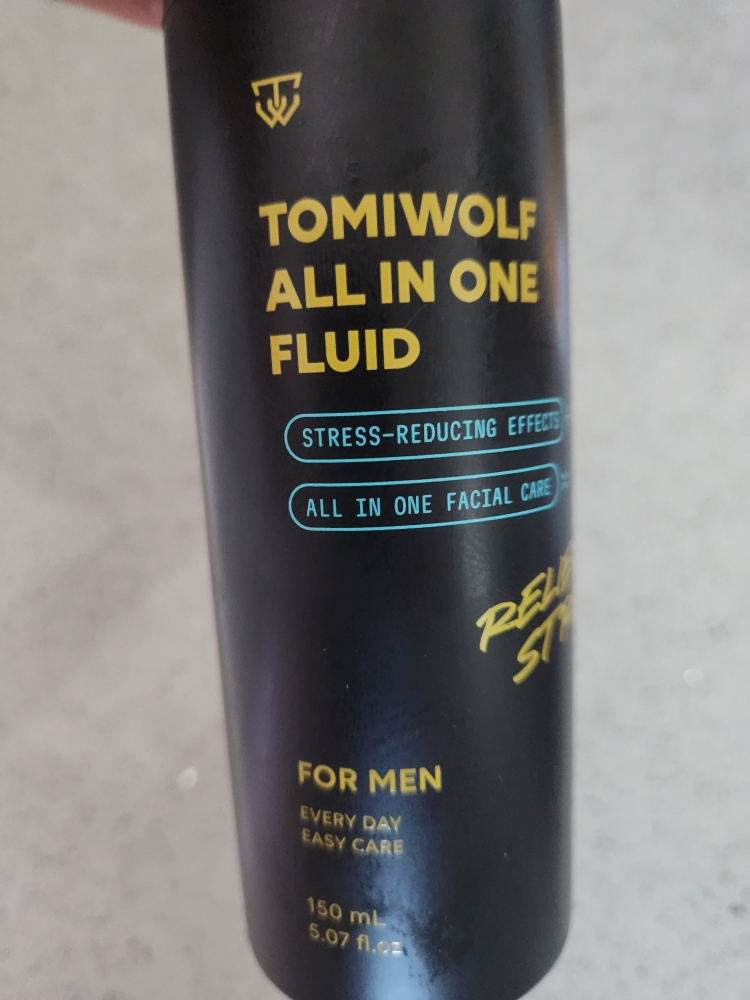 TOMIWOLF
ALL IN ONE
FLUID
STRESS-REDUCING EFFECTS
ALL IN ONE FACIAL CARE
FOR MEN
EVERY DAY
EASY CARE
150 mL
5.07 fl.oz